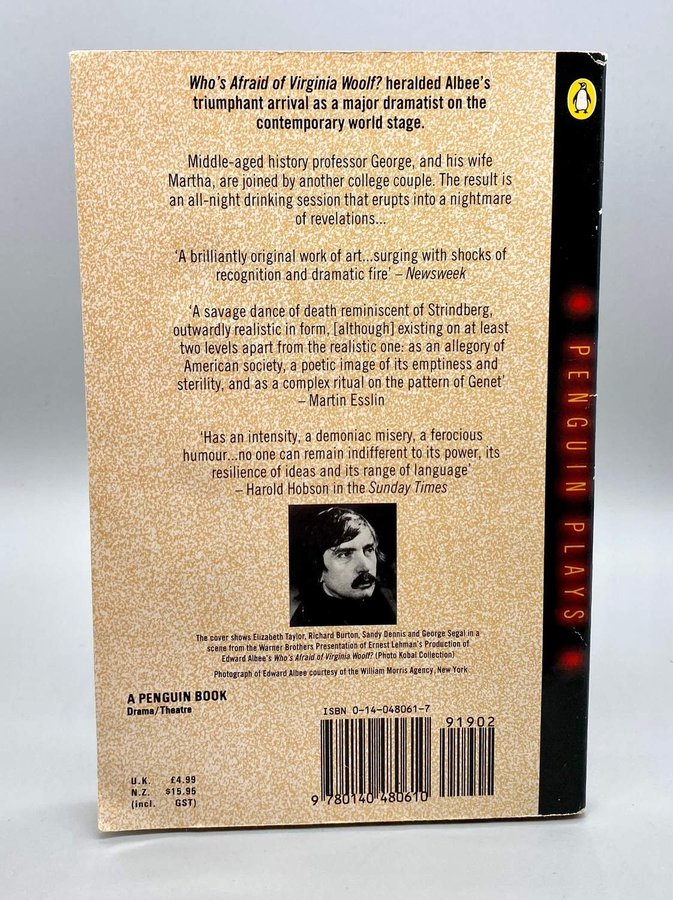 Who's Afraid of Virginia Woolf? heralded Albee's
triumphant arrival as a major dramatist on the
contemporary world stage.
Middle-aged history professor George, and his wife
Martha, are joined by another college couple. The result is
an all-night drinking session that erupts into a nightmare
of revelations...
'A brilliantly original work of art...surging with shocks of
recognition and dramatic fire' – Newsweek
'A savage dance of death reminiscent of Strindberg,
outwardly realistic in form, [although] existing on at least
two levels apart from the realistic one: as an allegory of
American society, a poetic image of its emptiness and
sterility, and as a complex ritual on the pattern of Genet'
– Martin Esslin
'Has an intensity, a demoniac misery, a ferocious
humour...no one can remain indifferent to its power, its
resilience of ideas and its range of language'
– Harold Hobson in the Sunday Times
The cover shows Elizabeth Taylor, Richard Burton, Sandy Dennis and George Segal in a
scene from the Warner Brothers Presentation of Ernest Lehman's Production of
Edward Albee's Who's Afraid of Virginia Woolf? (Photo Kobal Collection)
Photograph of Edward Albee courtesy of the William Morris Agency, New York
A PENGUIN BOOK
Drama/Theatre
U.K. £4.99
N.Z. $15.95
(incl. GST)
ISBN 0-14-048061-7
91902
9 780140 480610
PENGUIN PLAYS